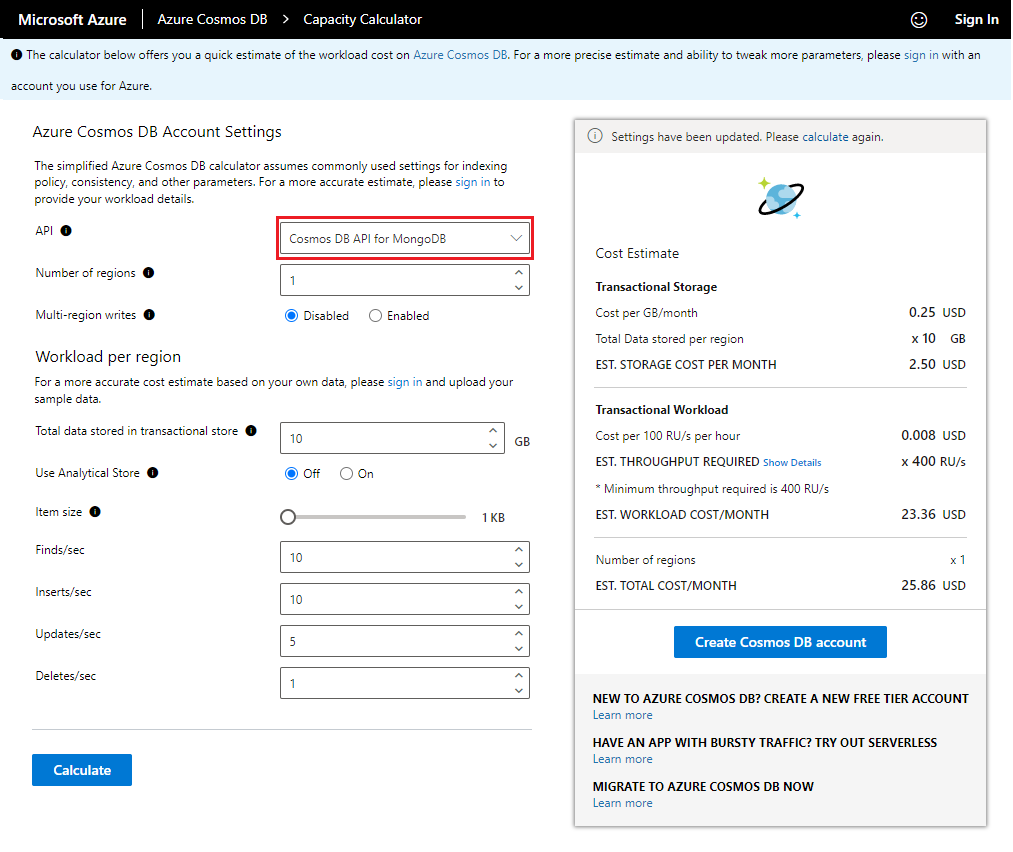 Microsoft Azure
Azure Cosmos DB > Capacity Calculator
Sign In
The calculator below offers you a quick estimate of the workload cost on Azure Cosmos DB. For a more precise estimate and ability to tweak more parameters, please sign in with an
account you use for Azure.
Azure Cosmos DB Account Settings
The simplified Azure Cosmos DB calculator assumes commonly used settings for indexing
policy, consistency, and other parameters. For a more accurate estimate, please sign in to
provide your workload details.
API
Cosmos DB API for MongoDB
Number of regions
1
Multi-region writes
Disabled
Enabled
Workload per region
For a more accurate cost estimate based on your own data, please sign in and upload your
sample data.
Total data stored in transactional store
10
GB
Use Analytical Store
Off
On
Item size
1 KB
Finds/sec
10
Inserts/sec
10
Updates/sec
5
Deletes/sec
1
Calculate
Settings have been updated. Please calculate again.
Cost Estimate
Transactional Storage
Cost per GB/month 0.25 USD
Total Data stored per region x 10 GB
EST. STORAGE COST PER MONTH 2.50 USD
Transactional Workload
Cost per 100 RU/s per hour 0.008 USD
EST. THROUGHPUT REQUIRED Show Details x 400 RU/s
* Minimum throughput required is 400 RU/s
EST. WORKLOAD COST/MONTH 23.36 USD
Number of regions x 1
EST. TOTAL COST/MONTH 25.86 USD
Create Cosmos DB account
NEW TO AZURE COSMOS DB? CREATE A NEW FREE TIER ACCOUNT
Learn more
HAVE AN APP WITH BURSTY TRAFFIC? TRY OUT SERVERLESS
Learn more
MIGRATE TO AZURE COSMOS DB NOW
Learn more